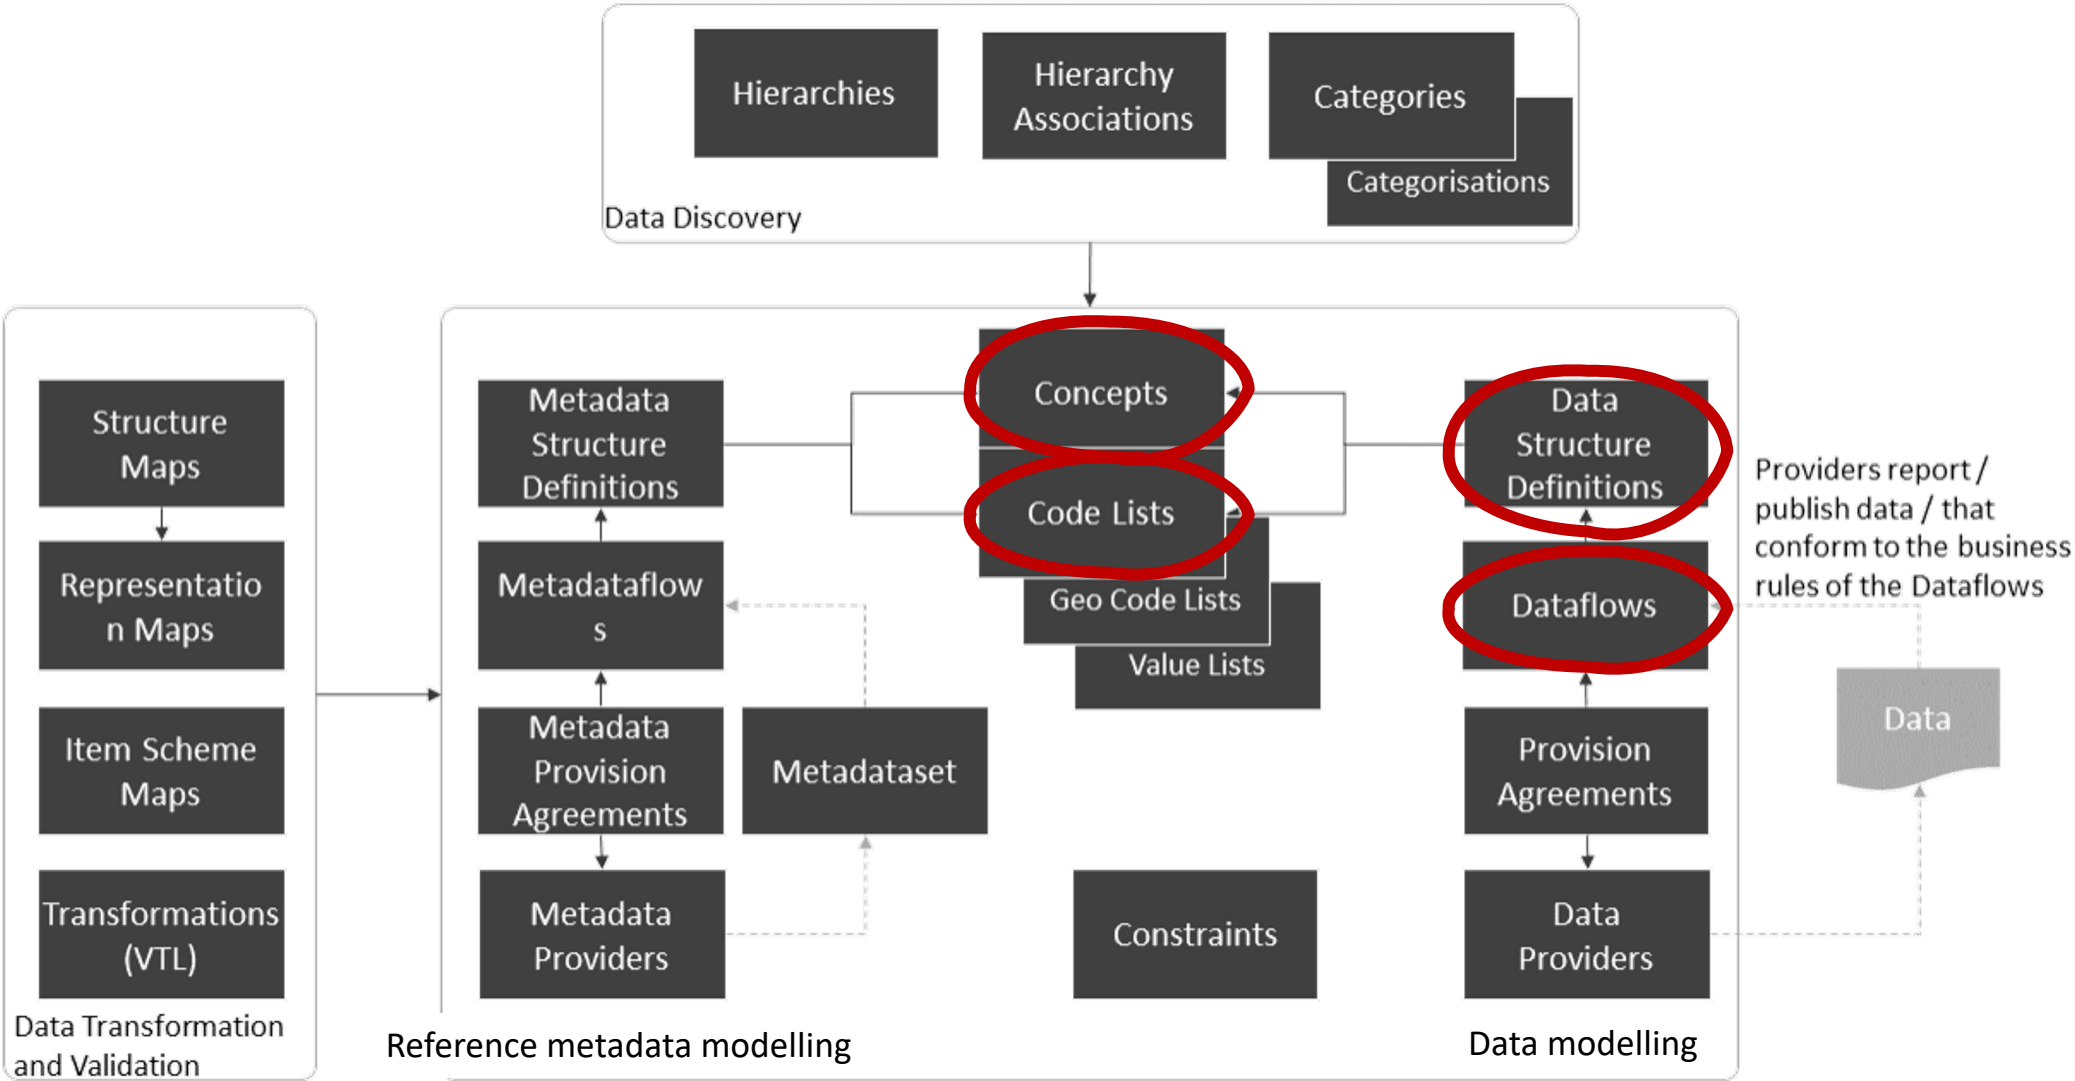 Hierarchies
Hierarchy
Associations
Categories
Categorisations
Data Discovery
Structure
Maps
Representatio
n Maps
Item Scheme
Maps
Transformations
(VTL)
Data Transformation
and Validation
Metadata
Structure
Definitions
Metadataflow
s
Metadata
Provision
Agreements
Metadata
Providers
Metadataset
Concepts
Code Lists
Geo Code Lists
Value Lists
Constraints
Data
Structure
Definitions
Dataflows
Provision
Agreements
Data
Providers
Providers report /
publish data / that
conform to the business
rules of the Dataflows
Data
Reference metadata modelling
Data modelling